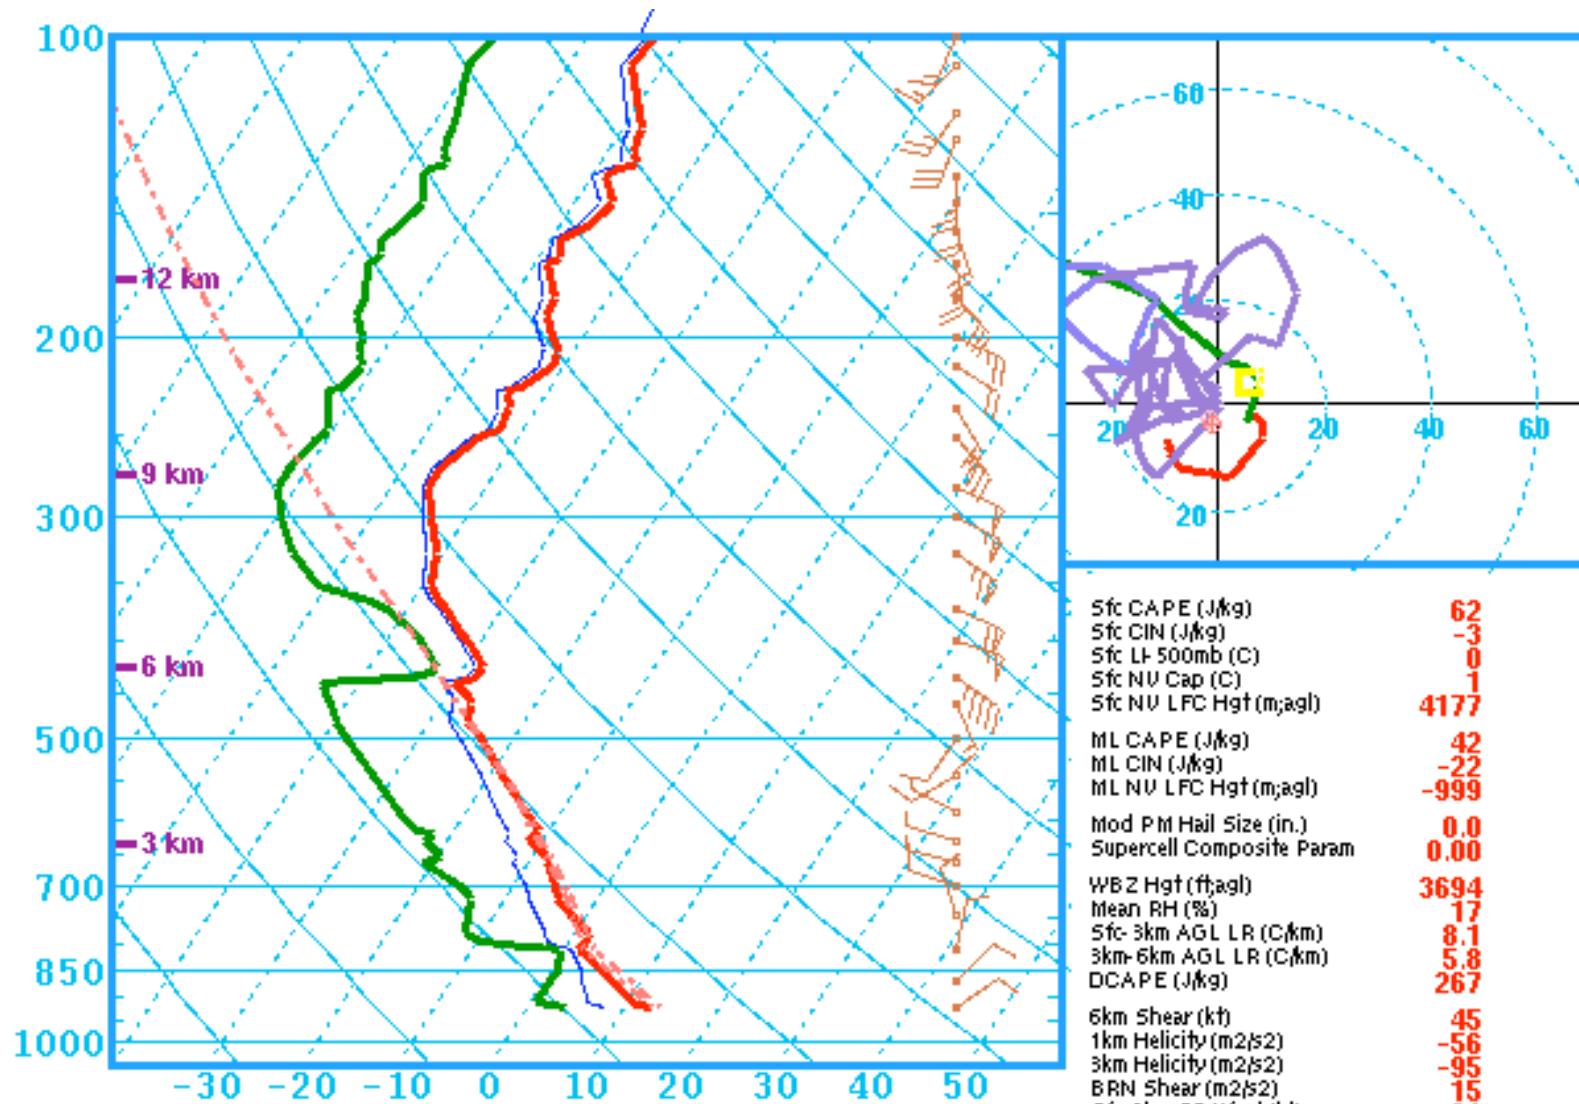 100
200
300
500
700
850
1000
12 km
9 km
6 km
3 km
-30 -20 -10 0 10 20 30 40 50
60
40
20
20 20 40 60
20
Sfc CAPE (J/kg) 62
Sfc CIN (J/kg) -3
Sfc LI-500mb (C) 0
Sfc NV Cap (C) 1
Sfc NV LFC Hgt (m;agl) 4177
ML CAPE (J/kg) 42
ML CIN (J/kg) -22
ML NV LFC Hgt (m;agl) -999
Mod PM Hail Size (in.) 0.0
Supercell Composite Param 0.00
WBZ Hgt (ft;agl) 3694
Mean RH (%) 17
Sfc-3km AGL LR (C/km) 8.1
3km-6km AGL LR (C/km) 5.8
DCAPE (J/kg) 267
6km Shear (kt) 45
1km Helicity (m2/s2) -56
3km Helicity (m2/s2) -95
BRN Shear (m2/s2) 15